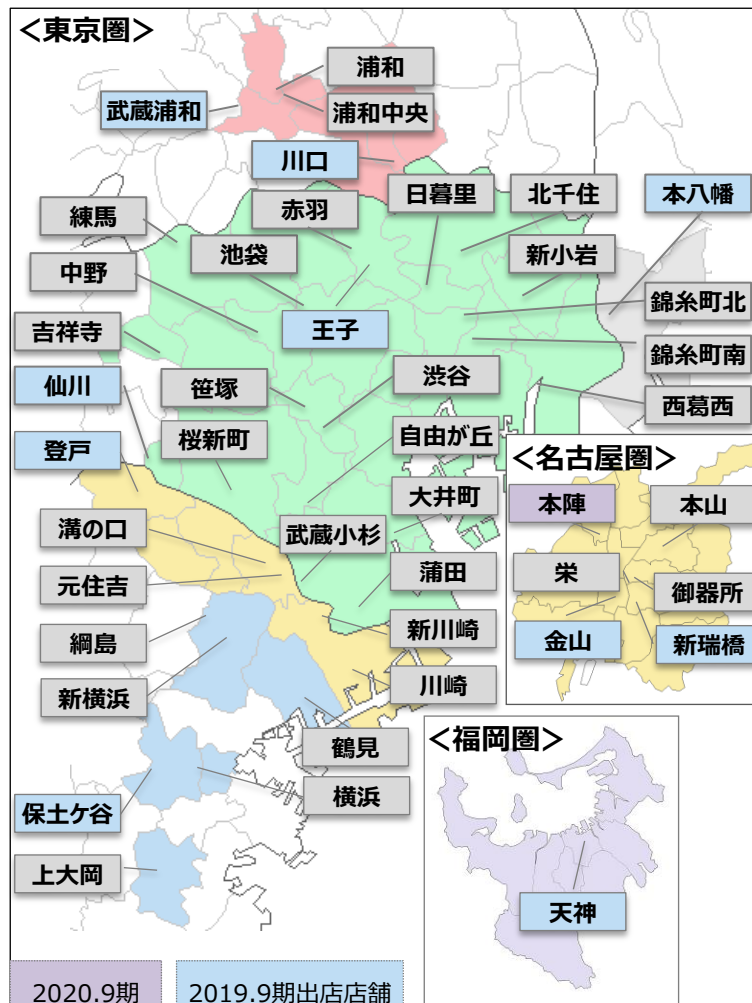 <東京圏>
浦和
武蔵浦和
浦和中央
川口
日暮里
北千住
本八幡
赤羽
練馬
池袋
新小岩
中野
錦糸町北
王子
吉祥寺
錦糸町南
仙川
笹塚
渋谷
西葛西
桜新町
自由が丘
登戸
<名古屋圏>
大井町
本陣
本山
溝の口
武蔵小杉
元住吉
蒲田
栄
御器所
綱島
新川崎
金山
新瑞橋
新横浜
川崎
鶴見
<福岡圏>
横浜
保土ケ谷
上大岡
天神
2020.9期
2019.9期出店店舗